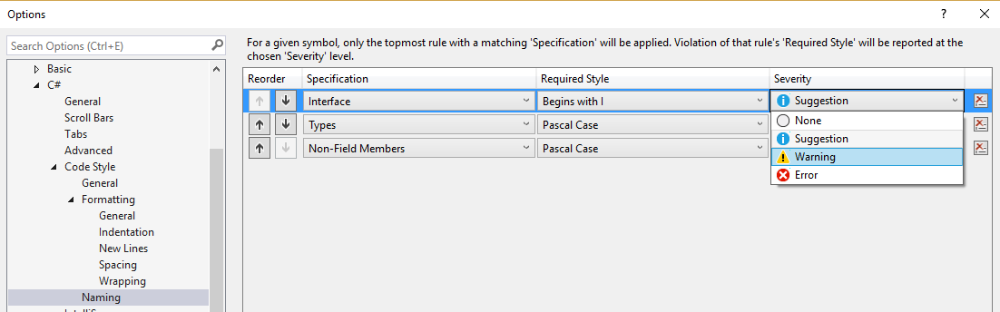 Options
?
Search Options (Ctrl+E)
Basic
C#
General
Scroll Bars
Tabs
Advanced
Code Style
General
Formatting
General
Indentation
New Lines
Spacing
Wrapping
Naming
For a given symbol, only the topmost rule with a matching 'Specification' will be applied. Violation of that rule's 'Required Style' will be reported at the
chosen 'Severity' level.
Reorder Specification Required Style Severity
Interface Begins with I Suggestion
Types Pascal Case
Non-Field Members Pascal Case
None
Suggestion
Warning
Error